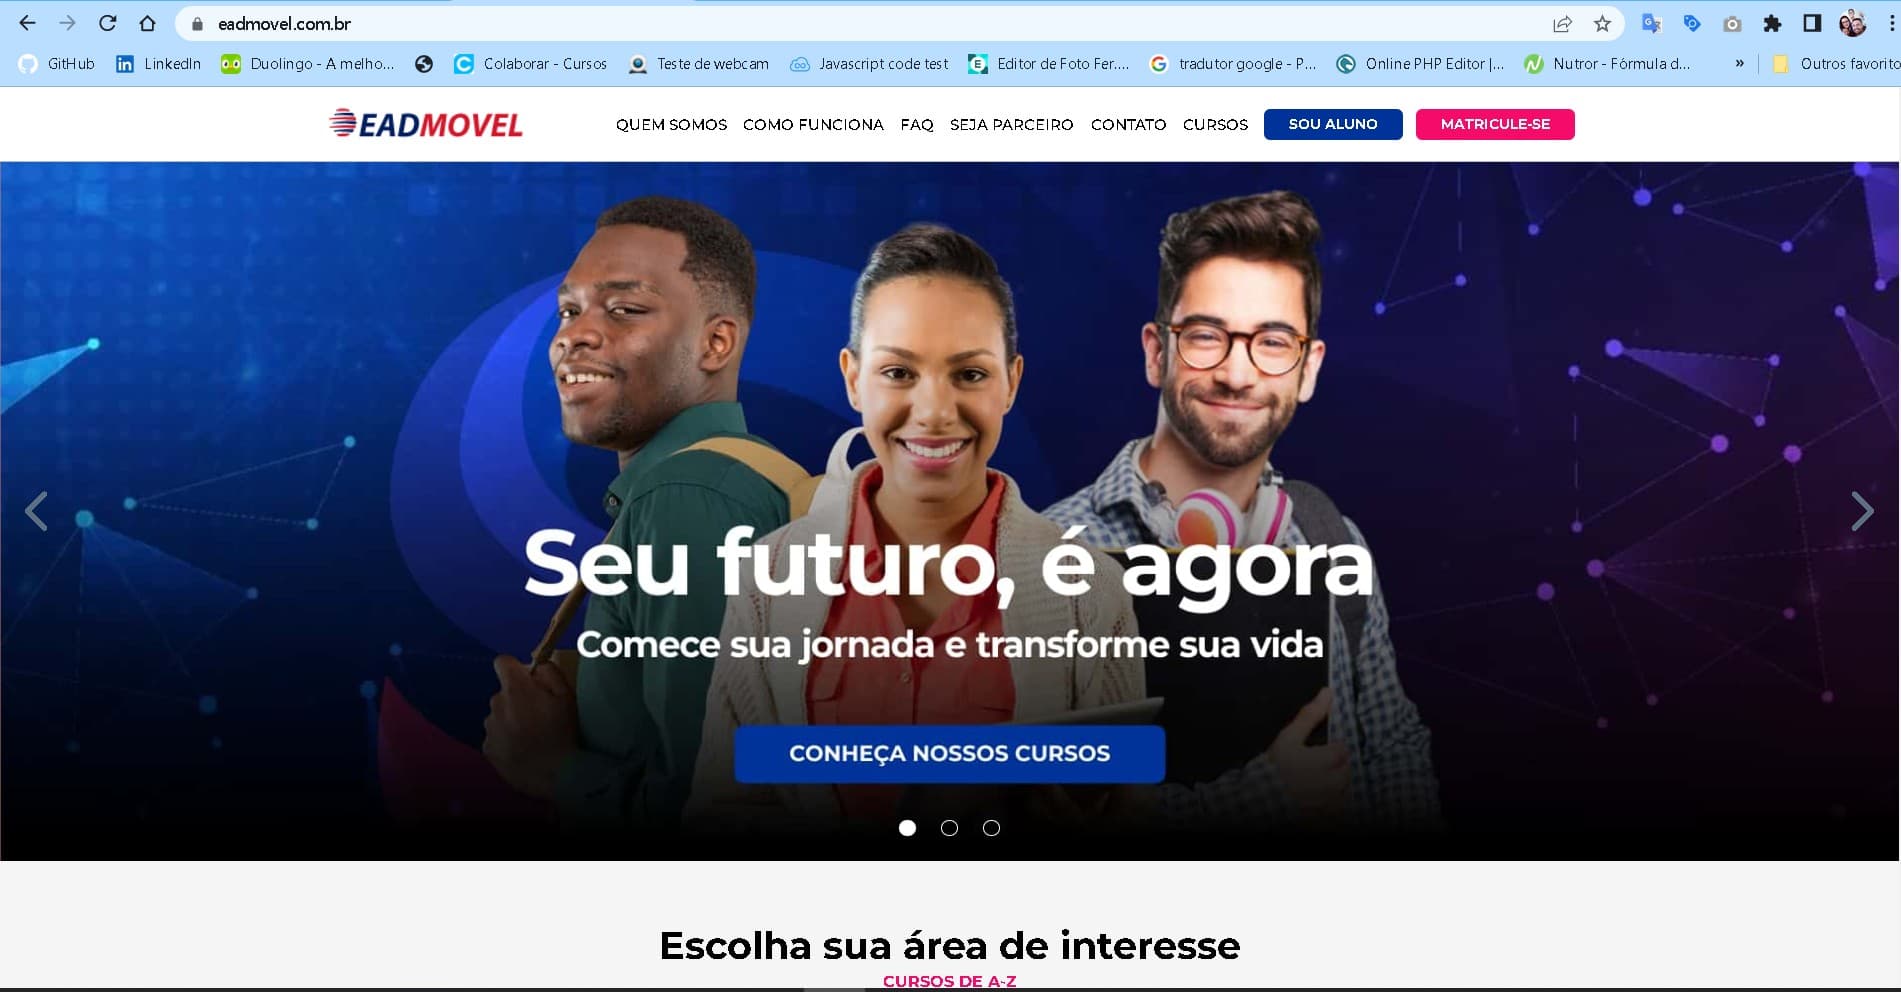 eadmovel.com.br
GitHub LinkedIn Duolingo - A melho... Colaborar - Cursos Teste de webcam Javascript code test Editor de Foto Fer.... tradutor google - P... Online PHP Editor |... Nutror - Fórmula d... » Outros favorito
EADMOVEL QUEM SOMOS COMO FUNCIONA FAQ SEJA PARCEIRO CONTATO CURSOS SOU ALUNO MATRICULE-SE
Seu futuro, é agora
Comece sua jornada e transforme sua vida
CONHEÇA NOSSOS CURSOS
Escolha sua área de interesse
CURSOS DE A-Z